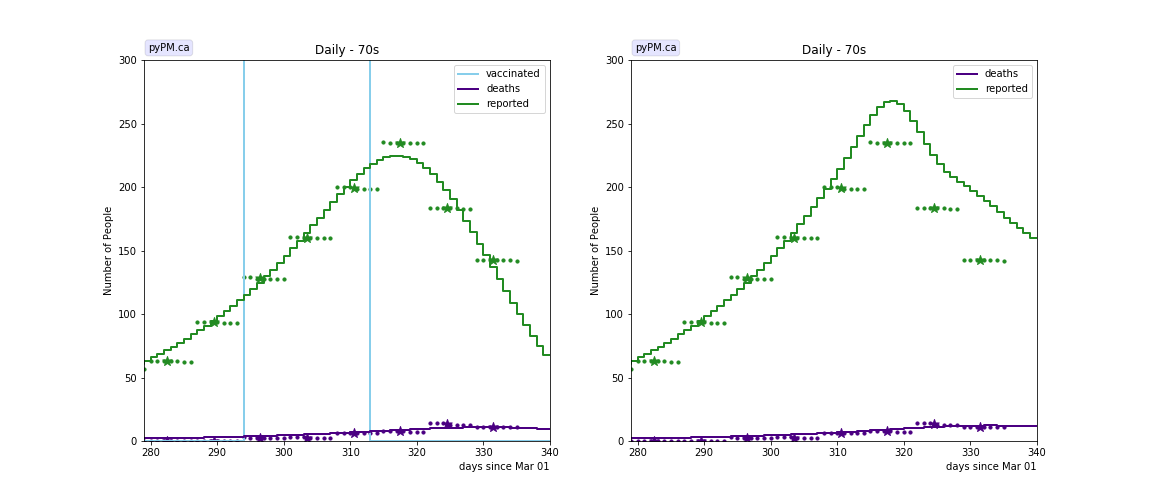 pyPM.ca
Daily - 70s
300
250
200
150
100
50
0
Number of People
280
290
300
310
320
330
340
days since Mar 01
vaccinated
deaths
reported
pyPM.ca
Daily - 70s
300
250
200
150
100
50
0
Number of People
280
290
300
310
320
330
340
days since Mar 01
deaths
reported